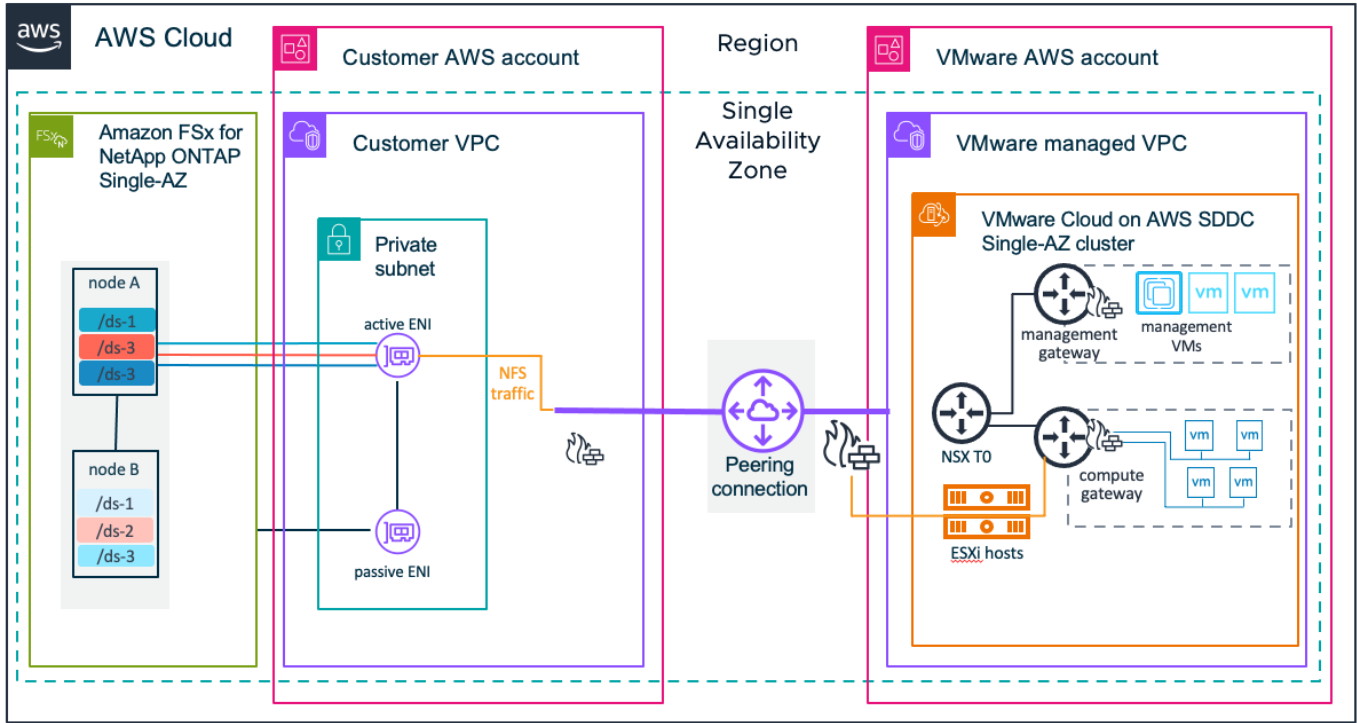 aws
AWS Cloud
Customer AWS account
Region
VMware AWS account
FSx
N
Amazon FSx for
NetApp ONTAP
Single-AZ
Customer VPC
Single
Availability
Zone
VMware managed VPC
Private
subnet
VMware Cloud on AWS SDDC
Single-AZ cluster
node A
/ds-1
/ds-3
/ds-3
active ENI
NFS
traffic
management
gateway
vm
vm
management
VMs
node B
/ds-1
/ds-2
/ds-3
passive ENI
Peering
connection
NSX T0
compute
gateway
vm
vm
vm
vm
ESXi hosts